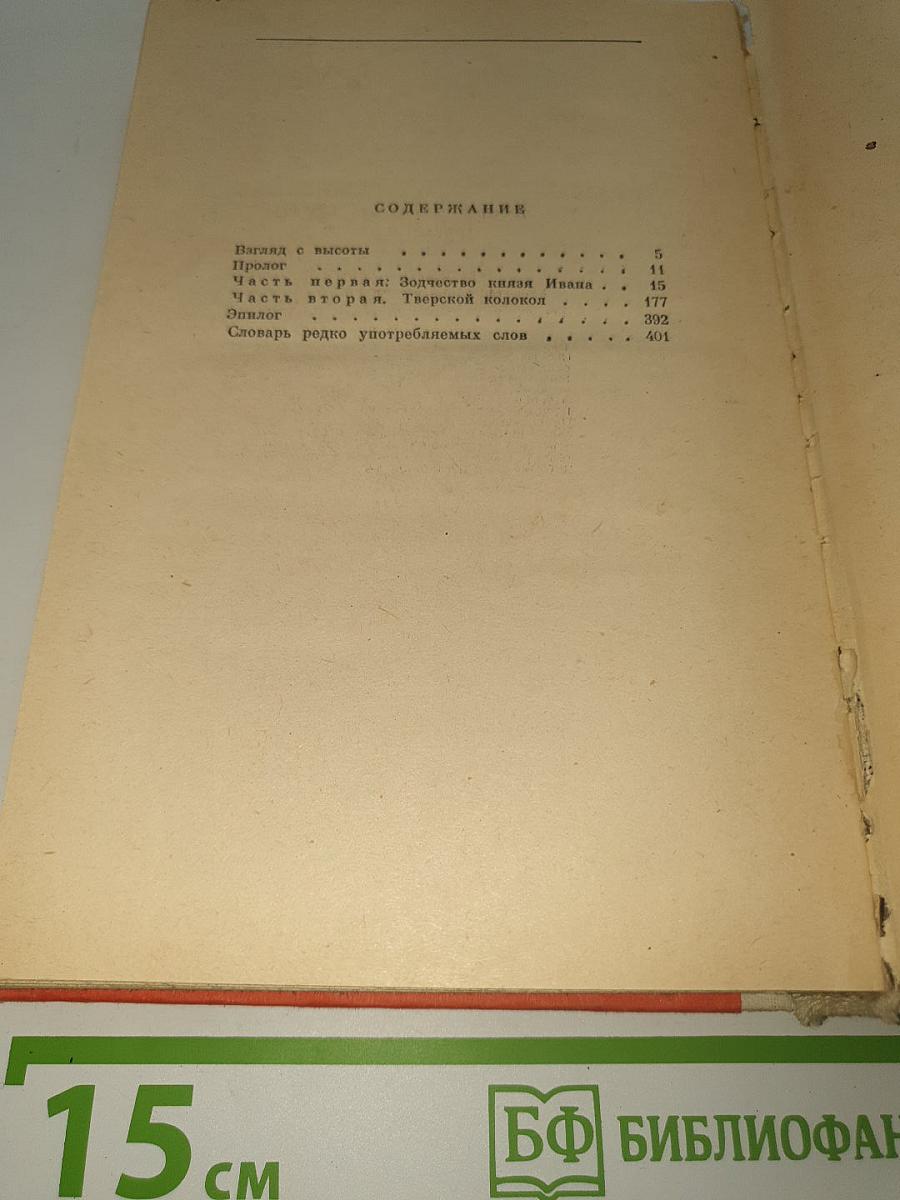 СОДЕРЖАНИЕ
Взгляд с высоты . . . . . . . . . . . . 5
Пролог . . . . . . . . . . . . . . . . 11
Часть первая: Зодчество князя Ивана . . 15
Часть вторая. Тверской колокол . . . . 177
Эпилог . . . . . . . . . . . . . . . . 392
Словарь редко употребляемых слов . . . . . 401
15 см
БФ БИБЛИОФАН